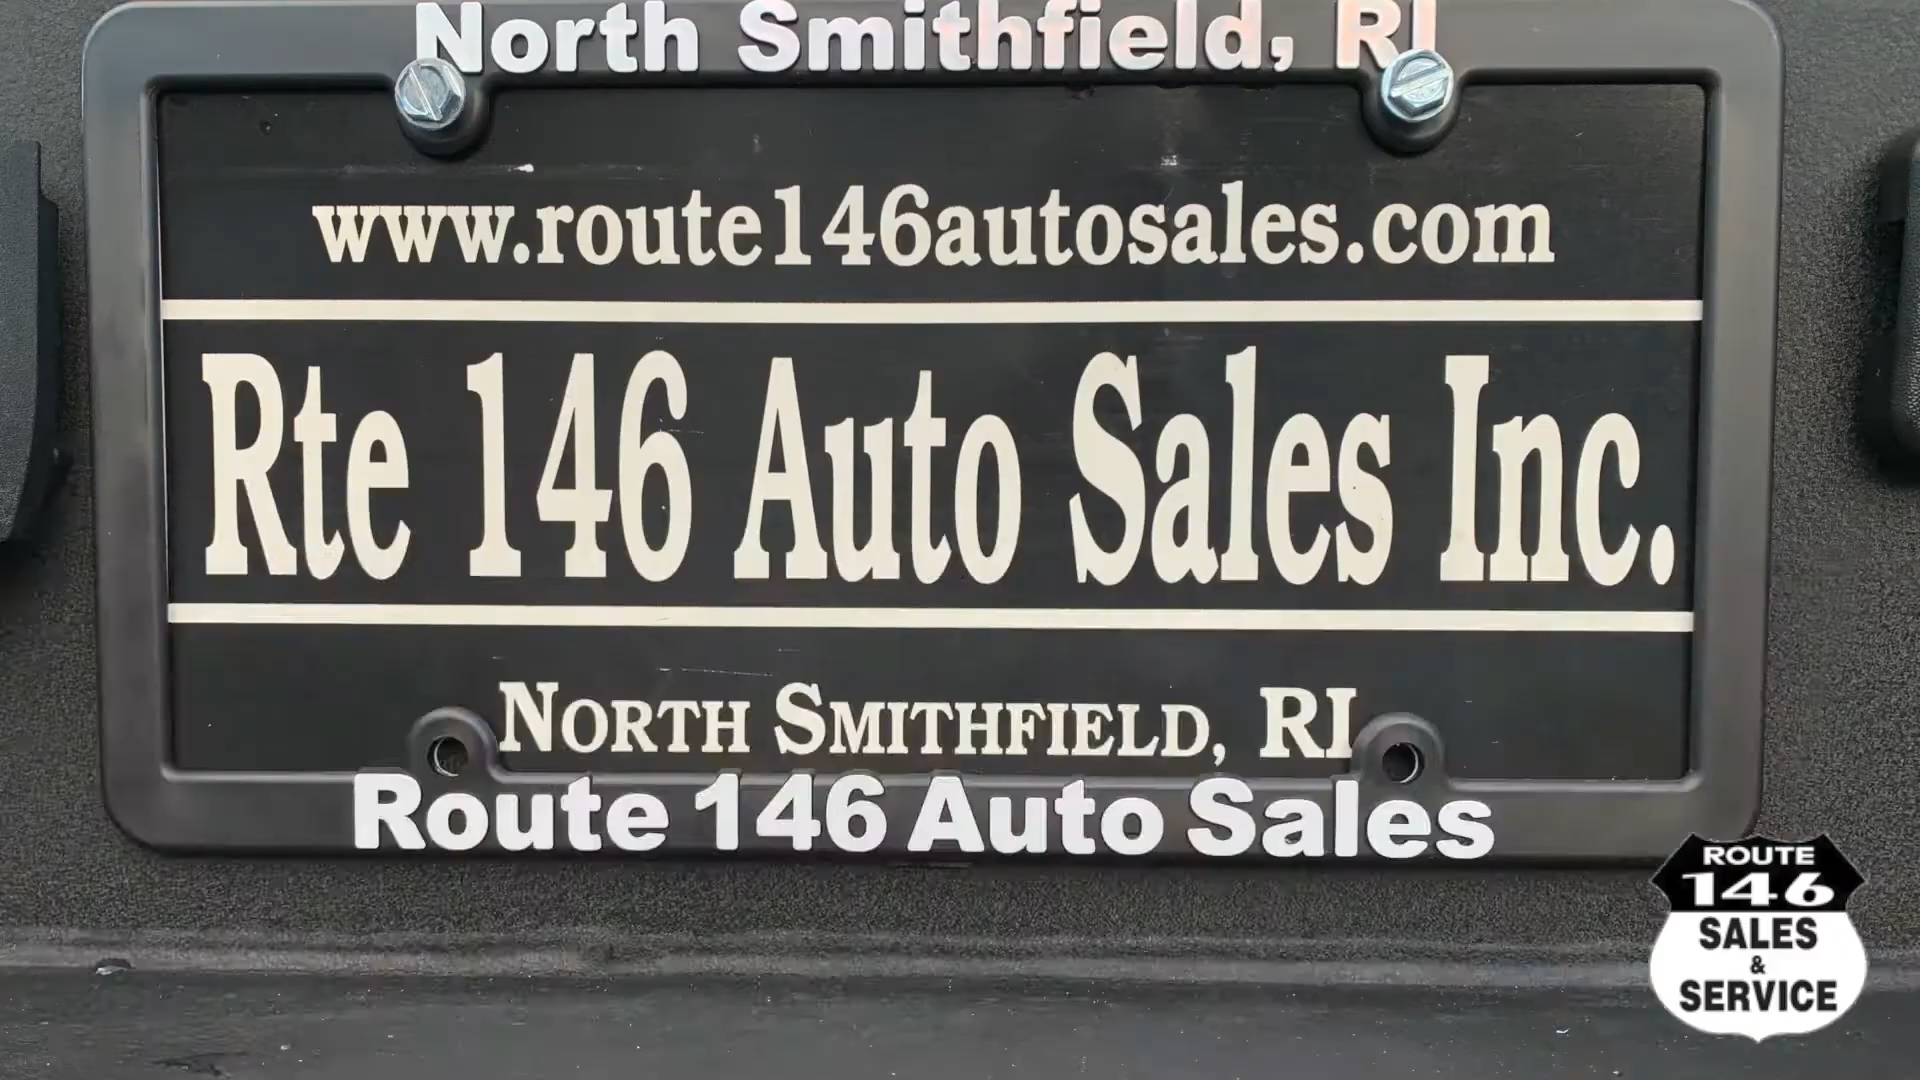 North Smithfield, RI
www.route146autosales.com
Rte 146 Auto Sales Inc.
NORTH SMITHFIELD, RI
Route 146 Auto Sales
ROUTE
146
SALES
&
SERVICE